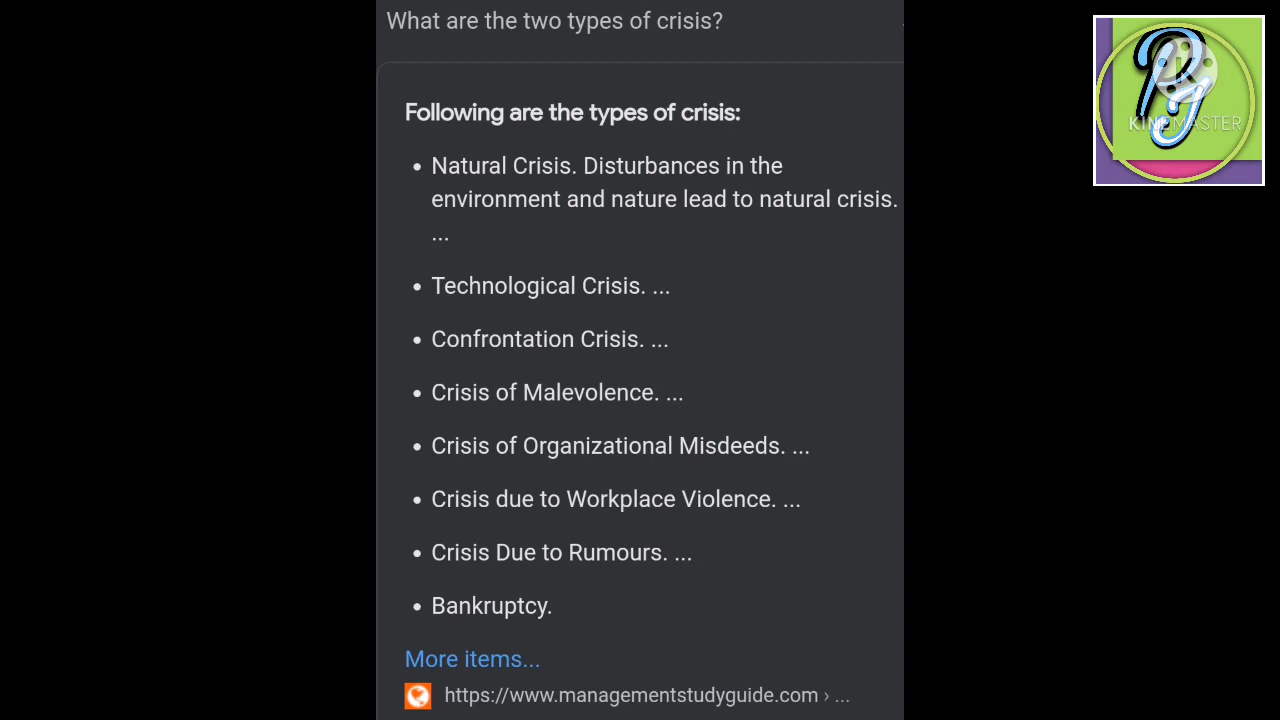 What are the two types of crisis?
Following are the types of crisis:
• Natural Crisis. Disturbances in the
environment and nature lead to natural crisis.
...
• Technological Crisis. ...
• Confrontation Crisis. ...
• Crisis of Malevolence. ...
• Crisis of Organizational Misdeeds. ...
• Crisis due to Workplace Violence. ...
• Crisis Due to Rumours. ...
• Bankruptcy.
More items...
https://www.managementstudyguide.com › ...
KINEMASTER